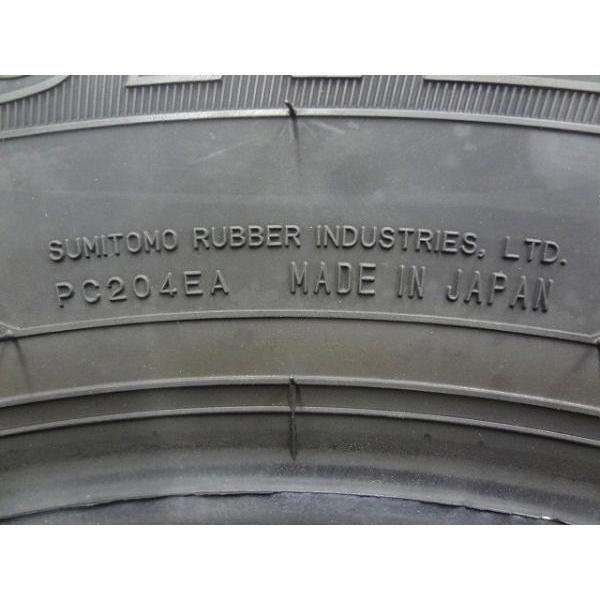 SUMITOMO RUBBER INDUSTRIES, LTD.
PC204EA MADE IN JAPAN